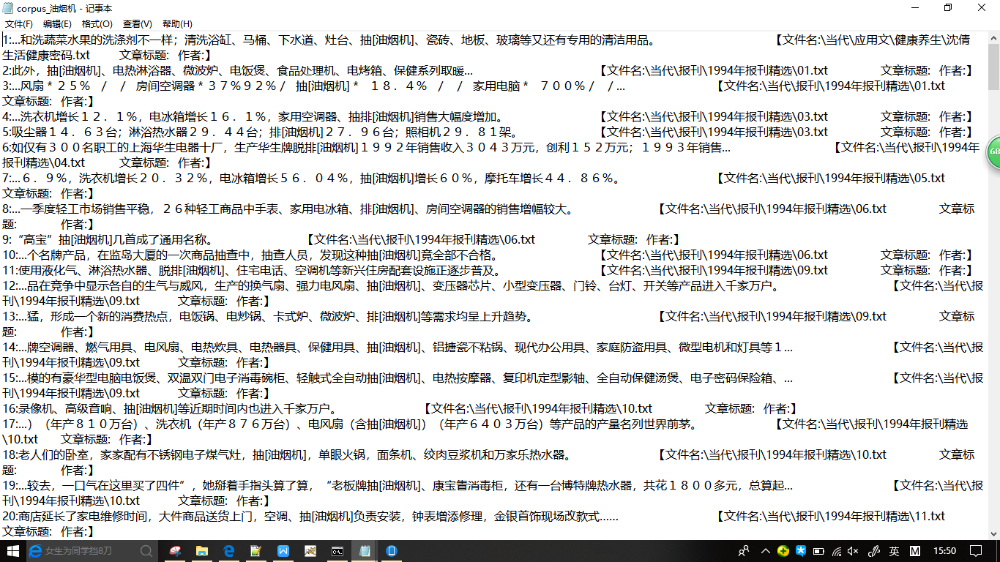 corpus_油烟机 - 记事本
文件(F) 编辑(E) 格式(O) 查看(V) 帮助(H)
1:...和洗蔬菜水果的洗涤剂不一样；清洗浴缸、马桶、下水道、灶台、抽[油烟机]、瓷砖、地板、玻璃等又还有专用的清洁用品。 【文件名:\当代\应用文\健康养生\沈倩
生活健康密码.txt 文章标题: 作者:】
2:此外，抽[油烟机]、电热淋浴器、微波炉、电饭煲、食品处理机、电烤箱、保健系列取暖... 【文件名:\当代\报刊\1994年报刊精选\01.txt 文章标题: 作者:】
3:...风扇＊２５％　／　／　房间空调器＊３７％９２％／　抽[油烟机]＊　１８．４％　／　／　家用电脑＊　７００％／　／... 【文件名:\当代\报刊\1994年报刊精选\01.txt
文章标题: 作者:】
4:...洗衣机增长１２．１％，电冰箱增长１６．１％，家用空调器、抽排[油烟机]销售大幅度增加。 【文件名:\当代\报刊\1994年报刊精选\03.txt 文章标题: 作者:】
5:吸尘器１４．６３台；淋浴热水器２９．４４台；排[油烟机]２７．９６台；照相机２９．８１架。 【文件名:\当代\报刊\1994年报刊精选\03.txt 文章标题: 作者:】
6:如仅有３００名职工的上海华生电器十厂，生产华生牌脱排[油烟机]１９９２年销售收入３０４３万元，创利１５２万元；１９９３年销售... 【文件名:\当代\报刊\1994年
报刊精选\04.txt 文章标题: 作者:】
7:...６．９％，洗衣机增长２０．３２％，电冰箱增长５６．０４％，抽[油烟机]增长６０％，摩托车增长４４．８６％。 【文件名:\当代\报刊\1994年报刊精选\05.txt
文章标题: 作者:】
8:...一季度轻工市场销售平稳，２６种轻工商品中手表、家用电冰箱、排[油烟机]、房间空调器的销售增幅较大。 【文件名:\当代\报刊\1994年报刊精选\06.txt 文章标
题: 作者:】
9:“高宝”抽[油烟机]几首成了通用名称。 【文件名:\当代\报刊\1994年报刊精选\06.txt 文章标题: 作者:】
10:...个名牌产品，在监岛大厦的一次商品抽查中，抽查人员，发现这种抽[油烟机]竟全部不合格。 【文件名:\当代\报刊\1994年报刊精选\06.txt 文章标题: 作者:】
11:使用液化气、淋浴热水器、脱排[油烟机]、住宅电话、空调机等新兴住房配套设施正逐步普及。 【文件名:\当代\报刊\1994年报刊精选\09.txt 文章标题: 作者:】
12:...品在竞争中显示各自的生气与威风，生产的换气扇、强力电风扇、抽[油烟机]、变压器芯片、小型变压器、门铃、台灯、开关等产品进入千家万户。 【文件名:\当代\报
刊\1994年报刊精选\09.txt 文章标题: 作者:】
13:...猛，形成一个新的消费热点，电饭锅、电炒锅、卡式炉、微波炉、排[油烟机]等需求均呈上升趋势。 【文件名:\当代\报刊\1994年报刊精选\09.txt 文章标
题: 作者:】
14:...牌空调器、燃气用具、电风扇、电热炊具、电热器具、保健用具、抽[油烟机]、铝搪瓷不粘锅、现代办公用具、家庭防盗用具、微型电机和灯具等１... 【文件名:\当代\报
刊\1994年报刊精选\09.txt 文章标题: 作者:】
15:...模的有豪华型电脑电饭煲、双温双门电子消毒碗柜、轻触式全自动抽[油烟机]、电热按摩器、复印机定型影轴、全自动保健汤煲、电子密码保险箱、... 【文件名:\当代\报
刊\1994年报刊精选\09.txt 文章标题: 作者:】
16:录像机、高级音响、抽[油烟机]等近期时间内也进入千家万户。 【文件名:\当代\报刊\1994年报刊精选\10.txt 文章标题: 作者:】
17:...）（年产８１０万台）、洗衣机（年产８７６万台）、电风扇（含抽[油烟机]）（年产６４０３万台）等产品的产量名列世界前茅。 【文件名:\当代\报刊\1994年报刊精选
\10.txt 文章标题: 作者:】
18:老人们的卧室，家家配有不锈钢电子煤气灶，抽[油烟机]，单眼火锅，面条机、绞肉豆浆机和万家乐热水器。 【文件名:\当代\报刊\1994年报刊精选\10.txt 文章标
题: 作者:】
19:...较去，一口气在这里买了四件”，她掰着手指头算了算，“老板牌抽[油烟机]、康宝售消毒柜，还有一台博特牌热水器，共花１８００多元，总算起... 【文件名:\当代\报
刊\1994年报刊精选\10.txt 文章标题: 作者:】
20:商店延长了家电维修时间，大件商品送货上门，空调、抽[油烟机]负责安装，钟表增添修理，金银首饰现场改款式…… 【文件名:\当代\报刊\1994年报刊精选\11.txt
文章标题: 作者:】
68
女生为同学挡8刀
英
M
15:50